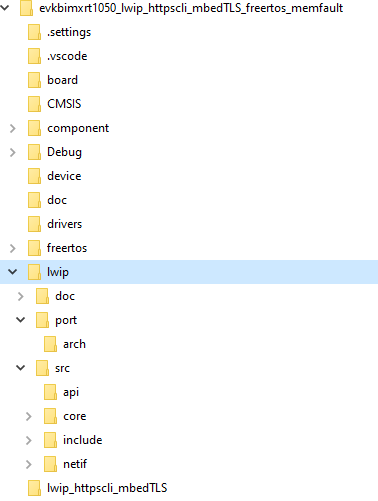 evkbimxrt1050_lwip_httpscli_mbedTLS_freertos_memfault
.settings
.vscode
board
CMSIS
component
Debug
device
doc
drivers
freertos
lwip
doc
port
arch
src
api
core
include
netif
lwip_httpscli_mbedTLS